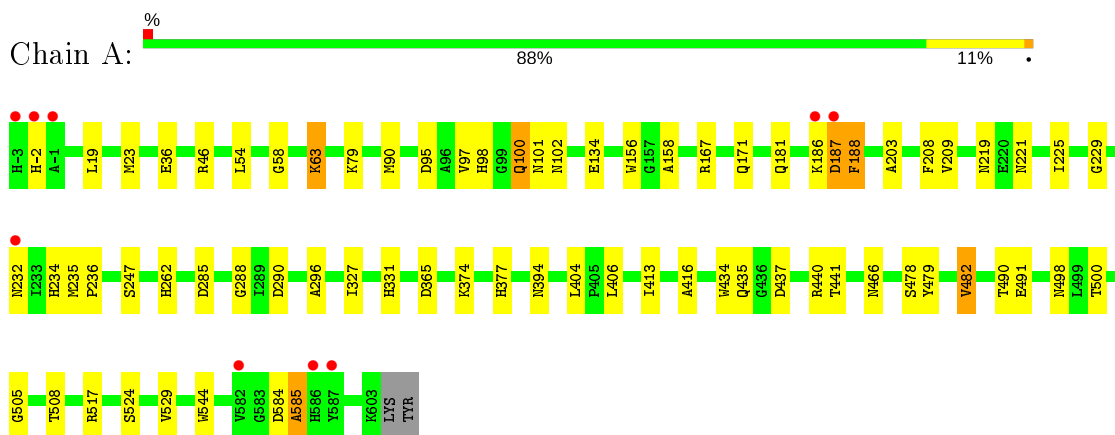 %
Chain A:
88%
11%
•
H-3 H-2 A-1 L19 M23 E36 R46 L54 G58 K63 K79 M90 D95 A96 V97 H98 G99 Q100 N101 N102 E134 W156 G157 A158 R167 Q171 Q181 K186 D187 F188 A203 F208 V209 N219 E220 N221 I225 G229
N232 I233 H234 M235 P236 S247 H262 D285 G288 I289 D290 A296 I327 H331 D365 K374 H377 N394 L404 P405 L406 I413 A416 W434 Q435 G436 D437 R440 T441 N466 S478 Y479 V482 T490 E491 N498 L499 T500
G505 T508 R517 S524 V529 W544 V582 G583 D584 A585 H586 Y587 K603 LYS TYR